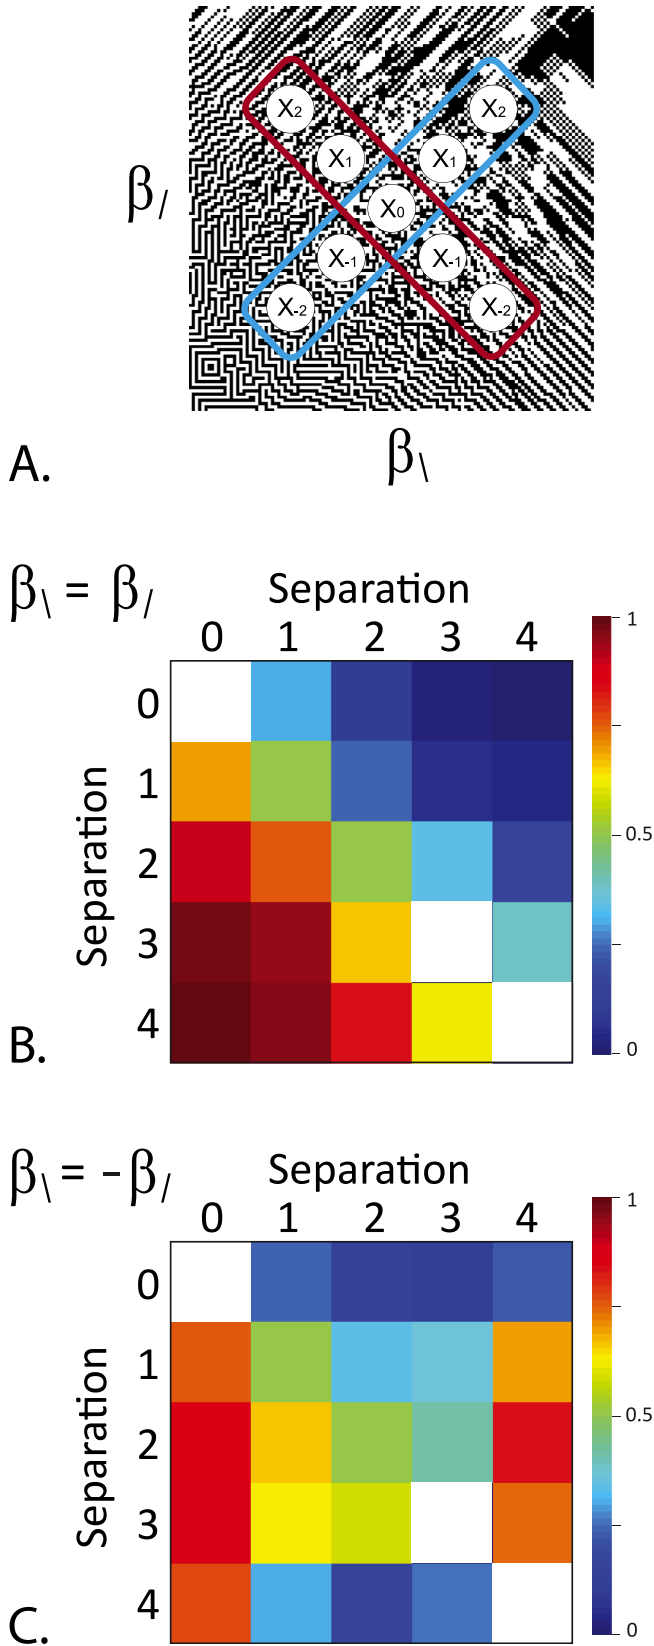 X₂ X₂
X₁ X₁
β/ X₀
X₋₁ X₋₁
X₋₂ X₋₂
A. β\
β\ = β/ Separation
0 1 2 3 4
1
0
1
Separation
2
0.5
3
4
0
B.
β\ = −β/ Separation
0 1 2 3 4
1
0
1
Separation
2
0.5
3
4
0
C.